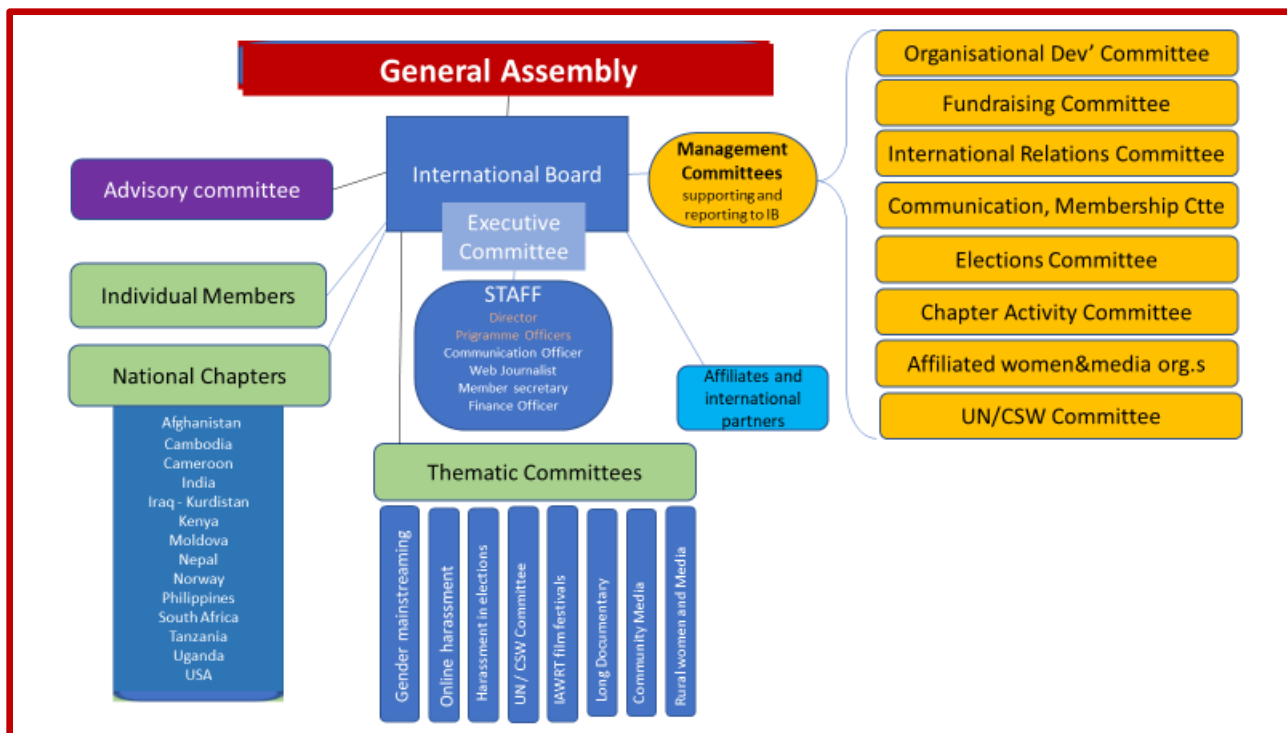 General Assembly
Advisory committee
International Board
Executive
Committee
Management
Committees
supporting and
reporting to IB
Organisational Dev' Committee
Fundraising Committee
International Relations Committee
Communication, Membership Ctte
Elections Committee
Chapter Activity Committee
Affiliated women&media org.s
UN/CSW Committee
Individual Members
National Chapters
Afghanistan
Cambodia
Cameroon
India
Iraq - Kurdistan
Kenya
Moldova
Nepal
Norway
Philippines
South Africa
Tanzania
Uganda
USA
STAFF
Director
Prigramme Officers
Communication Officer
Web Journalist
Member secretary
Finance Officer
Affiliates and
international
partners
Thematic Committees
Gender mainstreaming
Online harassment
Harassment in elections
UN / CSW Committee
IAWRT film festivals
Long Documentary
Community Media
Rural women and Media